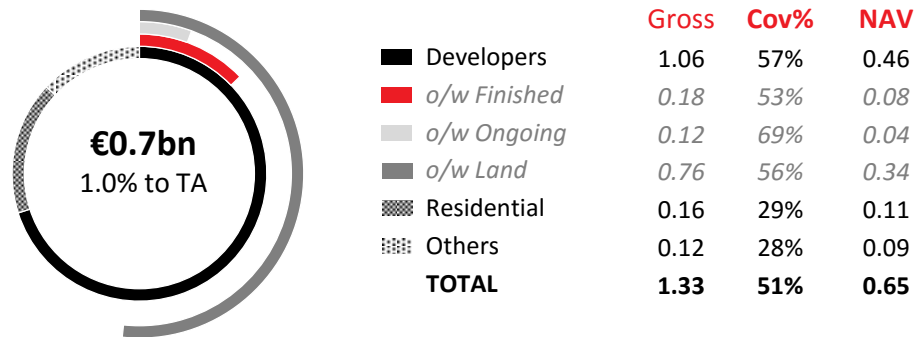 €0.7bn
1.0% to TA
Gross Cov% NAV
Developers 1.06 57% 0.46
o/w Finished 0.18 53% 0.08
o/w Ongoing 0.12 69% 0.04
o/w Land 0.76 56% 0.34
Residential 0.16 29% 0.11
Others 0.12 28% 0.09
TOTAL 1.33 51% 0.65